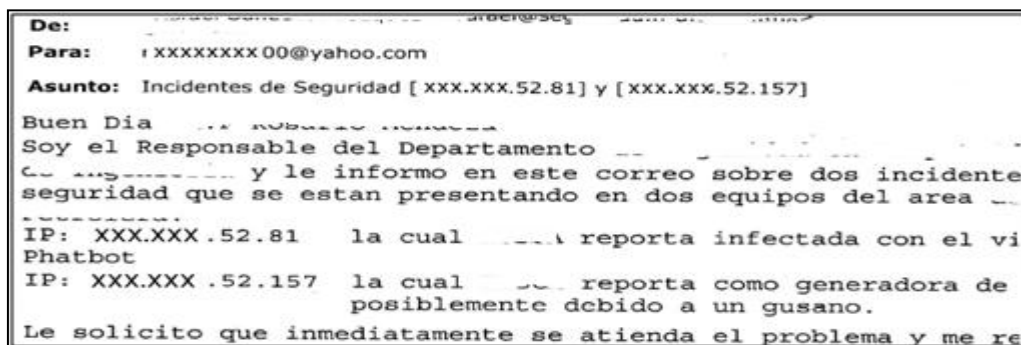 De:
Para: xxxxxxxx00@yahoo.com
Asunto: Incidentes de Seguridad [ xxx.xxx.52.81] y [xxx.xxx.52.157]
Buen Dia
Soy el Responsable del Departamento
y le informo en este correo sobre dos incidente
seguridad que se estan presentando en dos equipos del area
IP: XXX.XXX .52.81 la cual reporta infectada con el vi
Phatbot
IP: XXX.XXX .52.157 la cual reporta como generadora de
posiblemente debido a un gusano.
Le solicito que inmediatamente se atienda el problema y me re